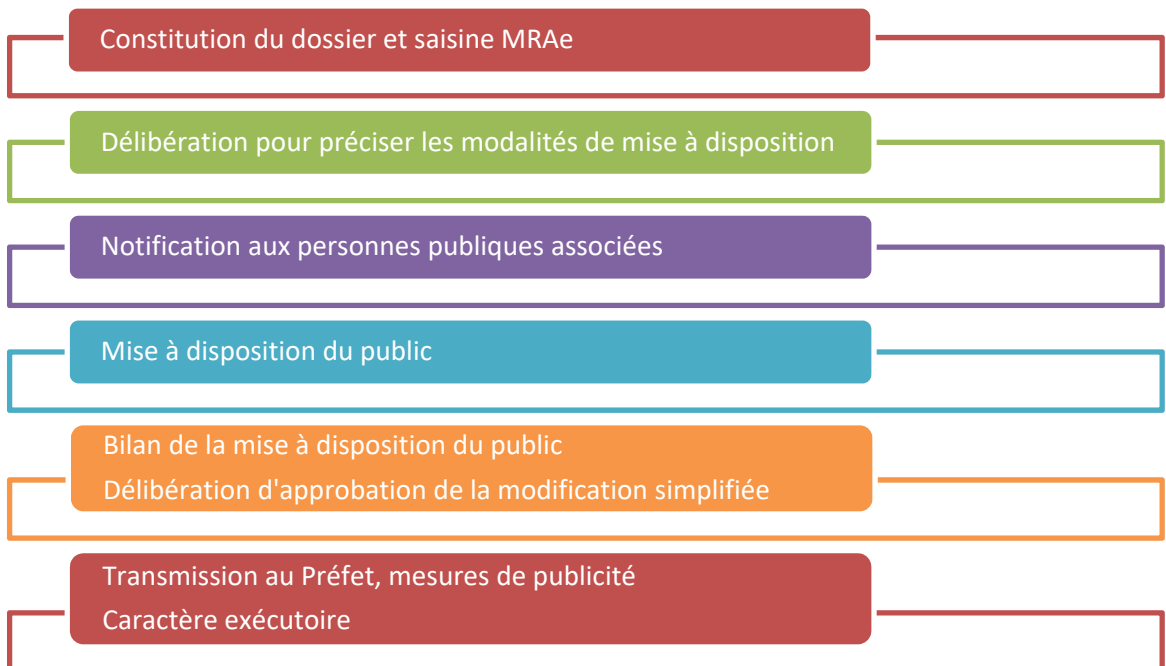 Constitution du dossier et saisine MRAe
Délibération pour préciser les modalités de mise à disposition
Notification aux personnes publiques associées
Mise à disposition du public
Bilan de la mise à disposition du public
Délibération d'approbation de la modification simplifiée
Transmission au Préfet, mesures de publicité
Caractère exécutoire